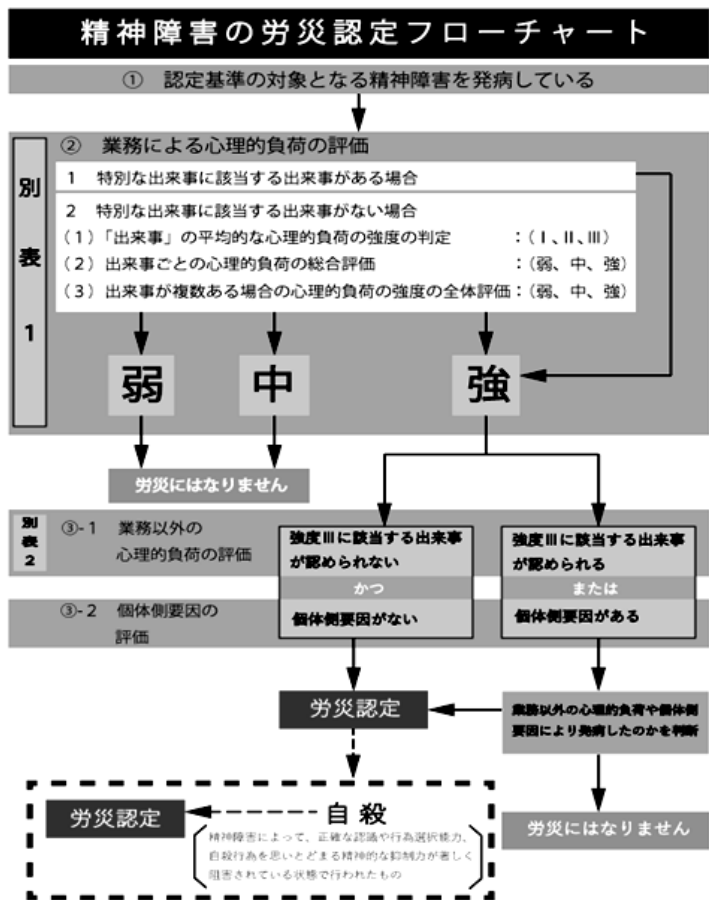 精神障害の労災認定フローチャート
① 認定基準の対象となる精神障害を発病している
別表1
② 業務による心理的負荷の評価
1 特別な出来事に該当する出来事がある場合
2 特別な出来事に該当する出来事がない場合
(1)「出来事」の平均的な心理的負荷の強度の判定 :(Ⅰ、Ⅱ、Ⅲ)
(2)出来事ごとの心理的負荷の総合評価 :(弱、中、強)
(3)出来事が複数ある場合の心理的負荷の強度の全体評価:(弱、中、強)
弱
中
強
労災にはなりません
別表2
③-1 業務以外の
心理的負荷の評価
強度Ⅲに該当する出来事
が認められない
かつ
個体側要因がない
強度Ⅲに該当する出来事
が認められる
または
個体側要因がある
③-2 個体側要因の
評価
労災認定
業務以外の心理的負荷や個体側
要因により発病したのかを判断
労災認定
自殺
精神障害によって、正確な認識や行為選択能力、
自殺行為を思いとどまる精神的な抑制力が著しく
阻害されている状態で行われたもの
労災にはなりません